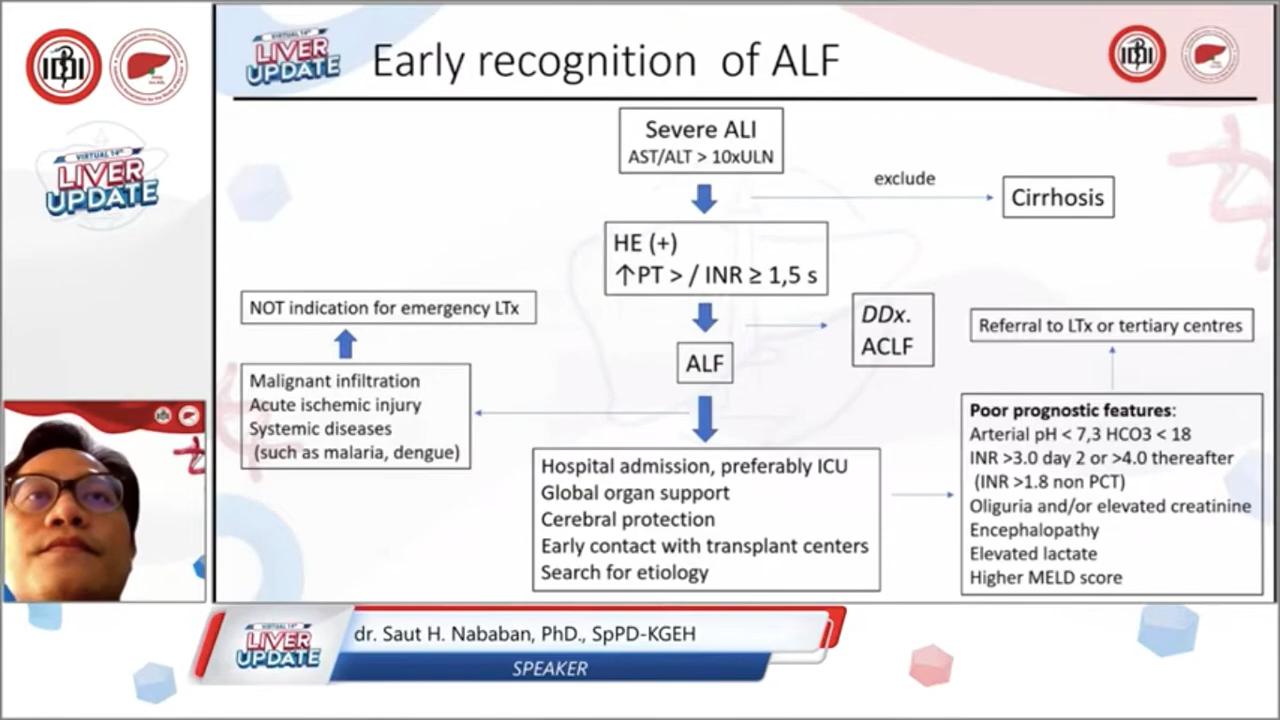 VIRTUAL 14th
LIVER
UPDATE
VIRTUAL 14th
LIVER
UPDATE
Early recognition of ALF
Severe ALI
AST/ALT > 10xULN
exclude
Cirrhosis
HE (+)
↑PT > / INR ≥ 1,5 s
DDx.
ACLF
ALF
NOT indication for emergency LTx
Malignant infiltration
Acute ischemic injury
Systemic diseases
(such as malaria, dengue)
Hospital admission, preferably ICU
Global organ support
Cerebral protection
Early contact with transplant centers
Search for etiology
Referral to LTx or tertiary centres
Poor prognostic features:
Arterial pH < 7,3 HCO3 < 18
INR >3.0 day 2 or >4.0 thereafter
(INR >1.8 non PCT)
Oliguria and/or elevated creatinine
Encephalopathy
Elevated lactate
Higher MELD score
VIRTUAL 14th
LIVER
UPDATE
dr. Saut H. Nababan, PhD., SpPD-KGEH
SPEAKER